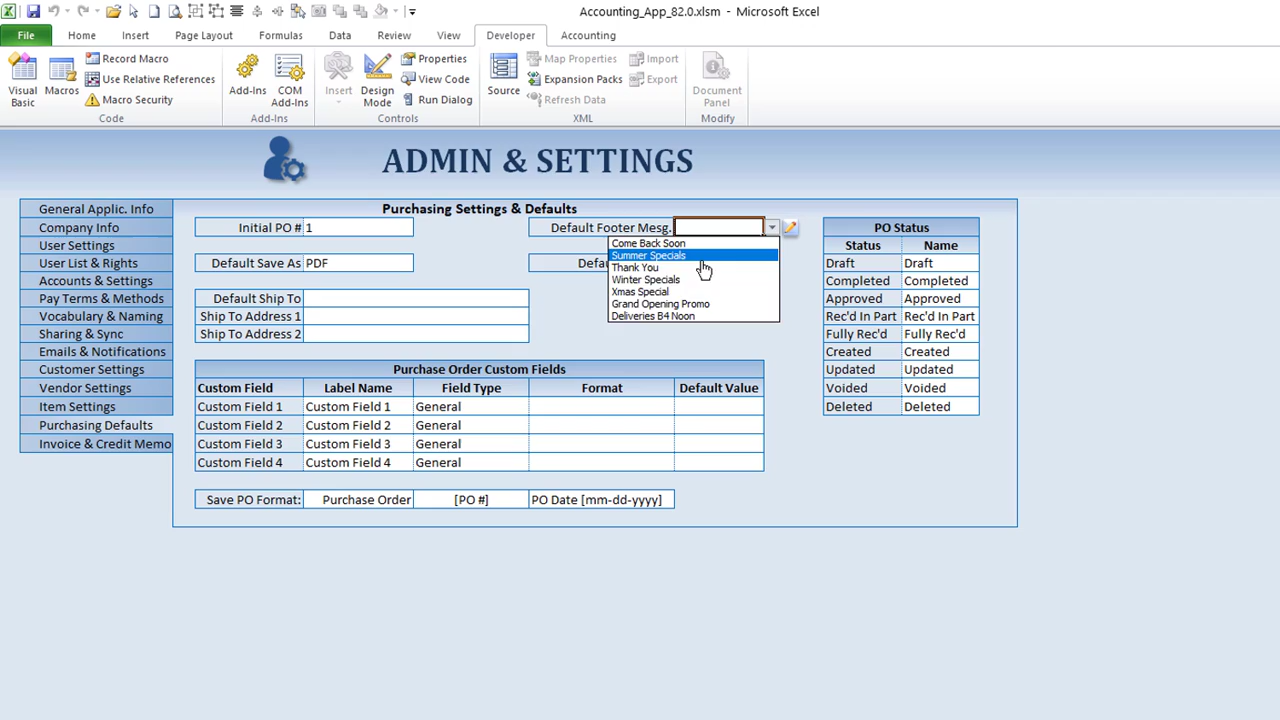 Accounting_App_82.0.xlsm - Microsoft Excel
File Home Insert Page Layout Formulas Data Review View Developer Accounting
Visual Basic
Macros
Record Macro
Use Relative References
Macro Security
Code
Add-Ins
COM Add-Ins
Add-Ins
Insert
Design Mode
Properties
View Code
Run Dialog
Controls
Source
Map Properties
Expansion Packs
Refresh Data
Import
Export
XML
Document Panel
Modify
ADMIN & SETTINGS
General Applic. Info
Company Info
User Settings
User List & Rights
Accounts & Settings
Pay Terms & Methods
Vocabulary & Naming
Sharing & Sync
Emails & Notifications
Customer Settings
Vendor Settings
Item Settings
Purchasing Defaults
Invoice & Credit Memo
Purchasing Settings & Defaults
Initial PO # 1
Default Footer Mesg.
Default Save As PDF
Defau
Come Back Soon
Summer Specials
Thank You
Winter Specials
Xmas Special
Grand Opening Promo
Deliveries B4 Noon
Default Ship To
Ship To Address 1
Ship To Address 2
Purchase Order Custom Fields
Custom Field Label Name Field Type Format Default Value
Custom Field 1 Custom Field 1 General
Custom Field 2 Custom Field 2 General
Custom Field 3 Custom Field 3 General
Custom Field 4 Custom Field 4 General
Save PO Format: Purchase Order [PO #] PO Date [mm-dd-yyyy]
PO Status
Status Name
Draft Draft
Completed Completed
Approved Approved
Rec'd In Part Rec'd In Part
Fully Rec'd Fully Rec'd
Created Created
Updated Updated
Voided Voided
Deleted Deleted